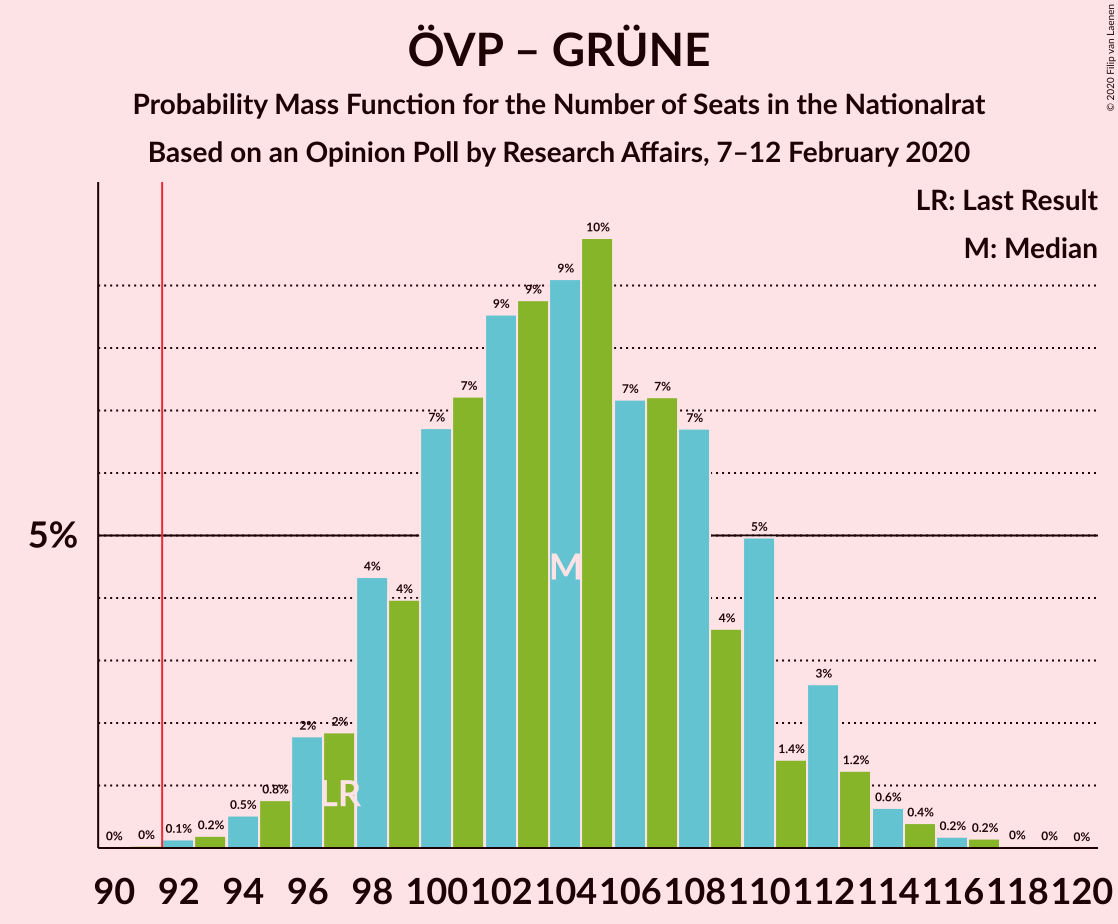 ÖVP – GRÜNE
Probability Mass Function for the Number of Seats in the Nationalrat
Based on an Opinion Poll by Research Affairs, 7–12 February 2020
© 2020 Filip van Laenen
LR: Last Result
M: Median
5%
0% 0% 0.1% 0.2% 0.5% 0.8% 2% 2% 4% 4% 7% 7% 9% 9% 9% 10% 7% 7% 7% 4% 5% 1.4% 3% 1.2% 0.6% 0.4% 0.2% 0.2% 0% 0% 0%
M
LR
90 92 94 96 98 100 102 104 106 108 110 112 114 116 118 120